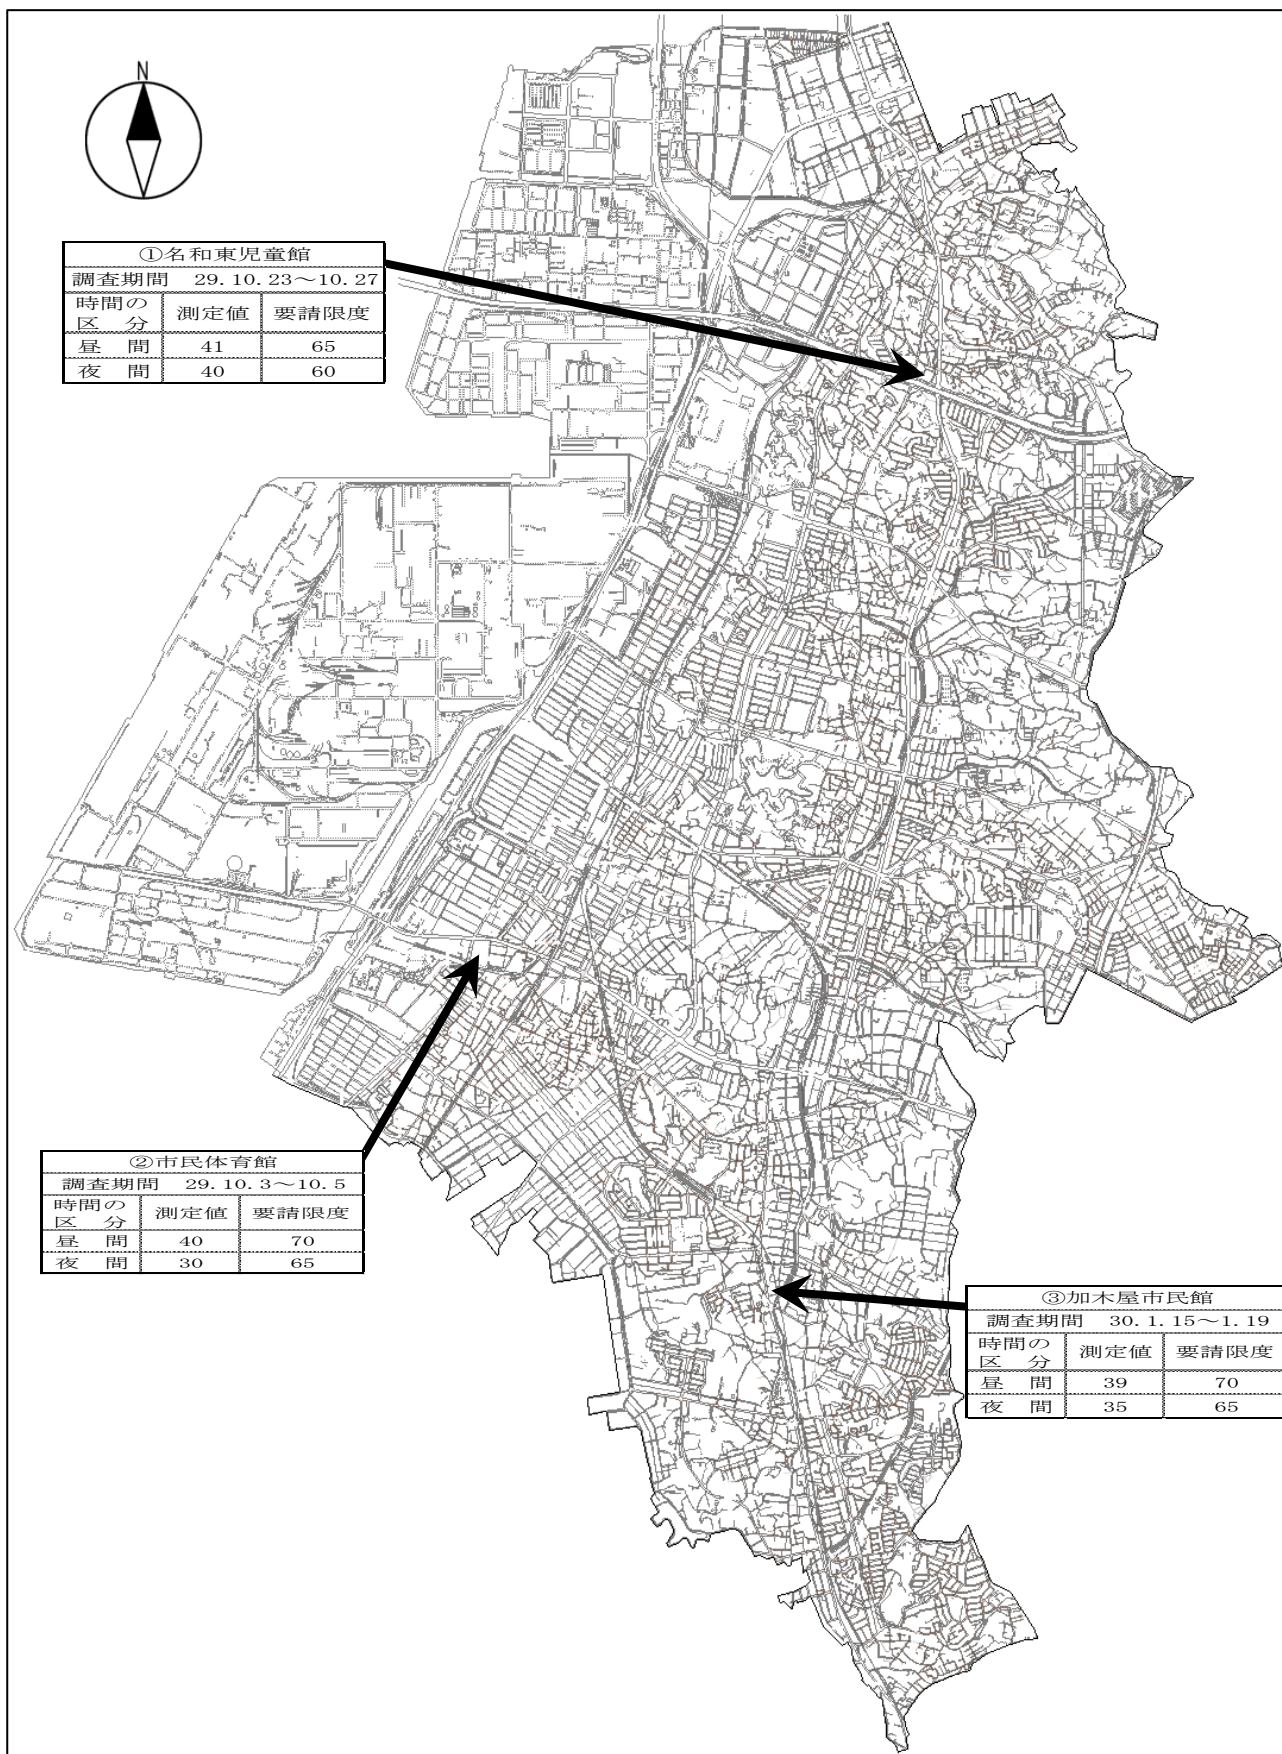 N
①名和東児童館
調査期間 29.10.23～10.27
時間の区分 測定値 要請限度
昼間 41 65
夜間 40 60
②市民体育館
調査期間 29.10.3～10.5
時間の区分 測定値 要請限度
昼間 40 70
夜間 30 65
③加木屋市民館
調査期間 30.1.15～1.19
時間の区分 測定値 要請限度
昼間 39 70
夜間 35 65